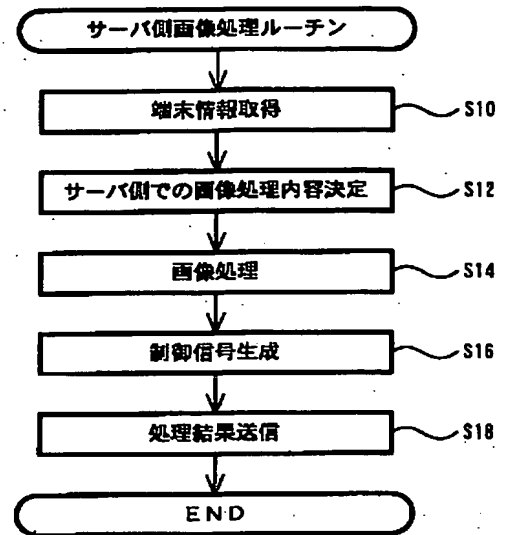 サーバ側画像処理ルーチン
端末情報取得
S10
サーバ側での画像処理内容決定
S12
画像処理
S14
制御信号生成
S16
処理結果送信
S18
END